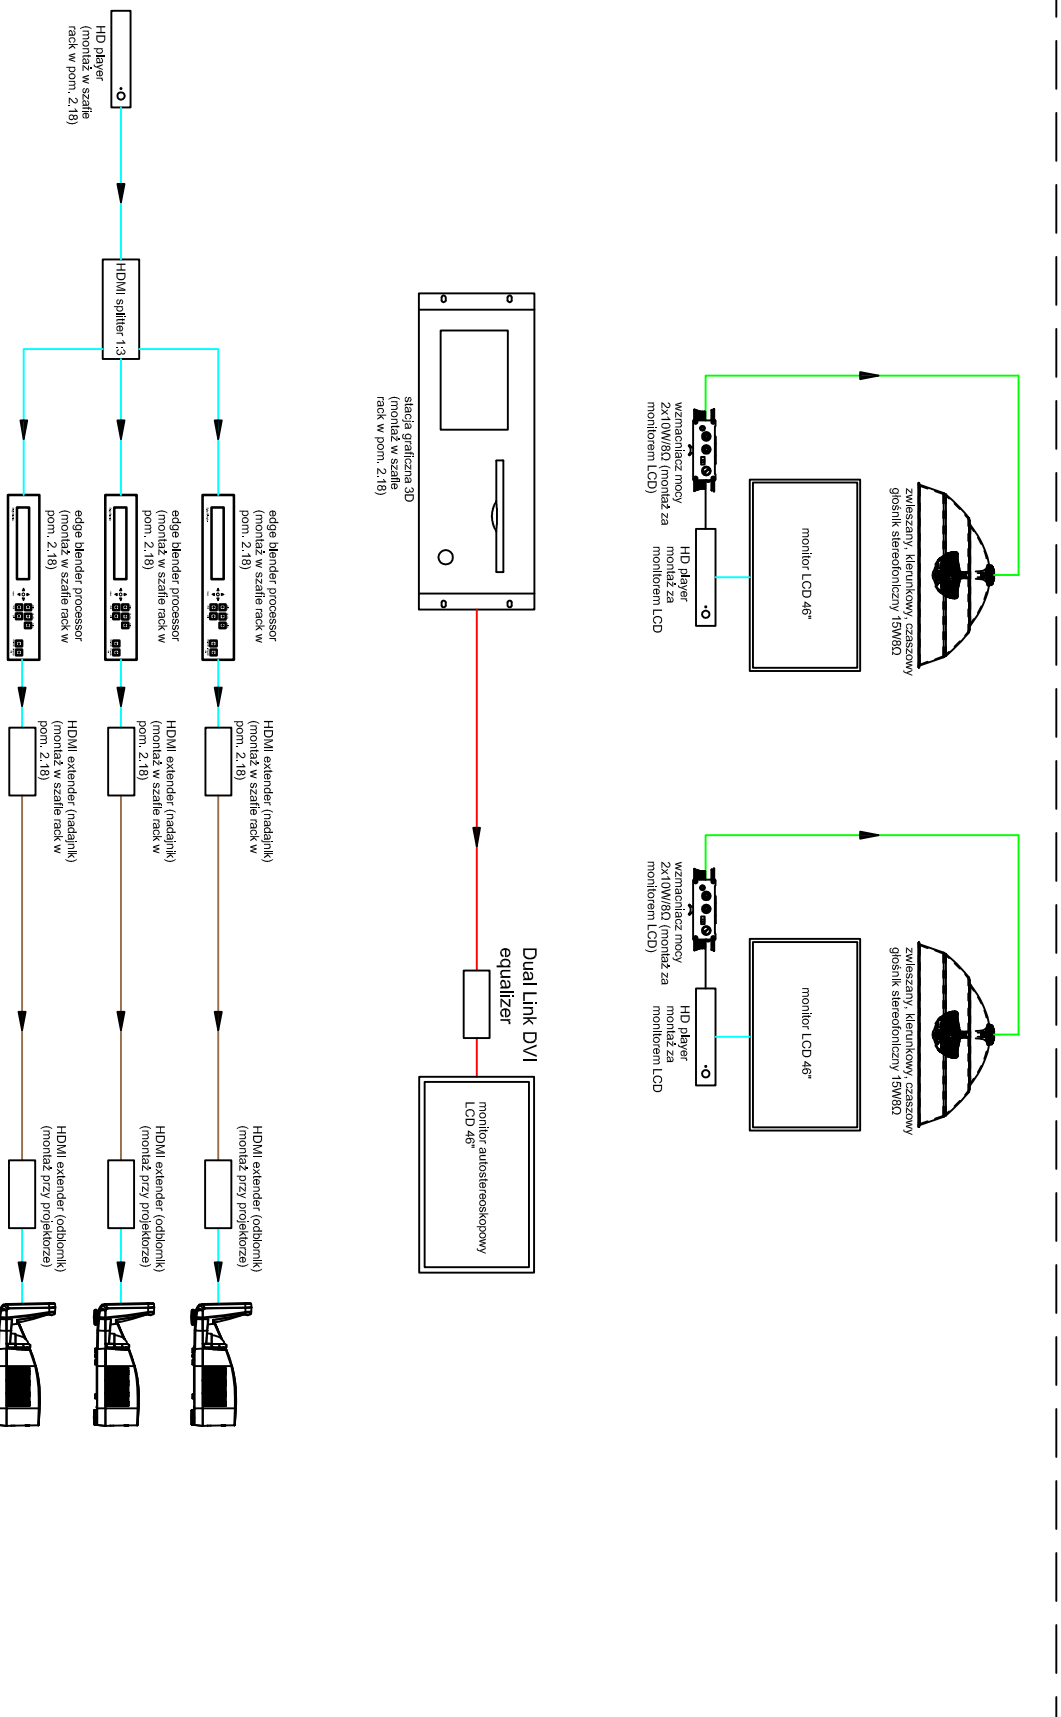 zwieszany, kierunkowy, czaszowy
głośnik stereofoniczny 15W8Ω
zwieszany, kierunkowy, czaszowy
głośnik stereofoniczny 15W8Ω
monitor LCD 46"
monitor LCD 46"
wzmacniacz mocy
2x10W/8Ω (montaż za
monitorem LCD)
HD player
montaż za
monitorem LCD
wzmacniacz mocy
2x10W/8Ω (montaż za
monitorem LCD)
HD player
montaż za
monitorem LCD
stacja graficzna 3D
(montaż w szafie
rack w pom. 2.18)
Dual Link DVI
equalizer
monitor autostereoskopowy
LCD 46"
HD player
(montaż w szafie
rack w pom. 2.18)
HDMI splitter 1:3
edge blender processor
(montaż w szafie rack w
pom. 2.18)
HDMI extender (nadajnik)
(montaż w szafie rack w
pom. 2.18)
HDMI extender (odbiornik)
(montaż przy projektorze)
edge blender processor
(montaż w szafie rack w
pom. 2.18)
HDMI extender (nadajnik)
(montaż w szafie rack w
pom. 2.18)
HDMI extender (odbiornik)
(montaż przy projektorze)
edge blender processor
(montaż w szafie rack w
pom. 2.18)
HDMI extender (nadajnik)
(montaż w szafie rack w
pom. 2.18)
HDMI extender (odbiornik)
(montaż przy projektorze)